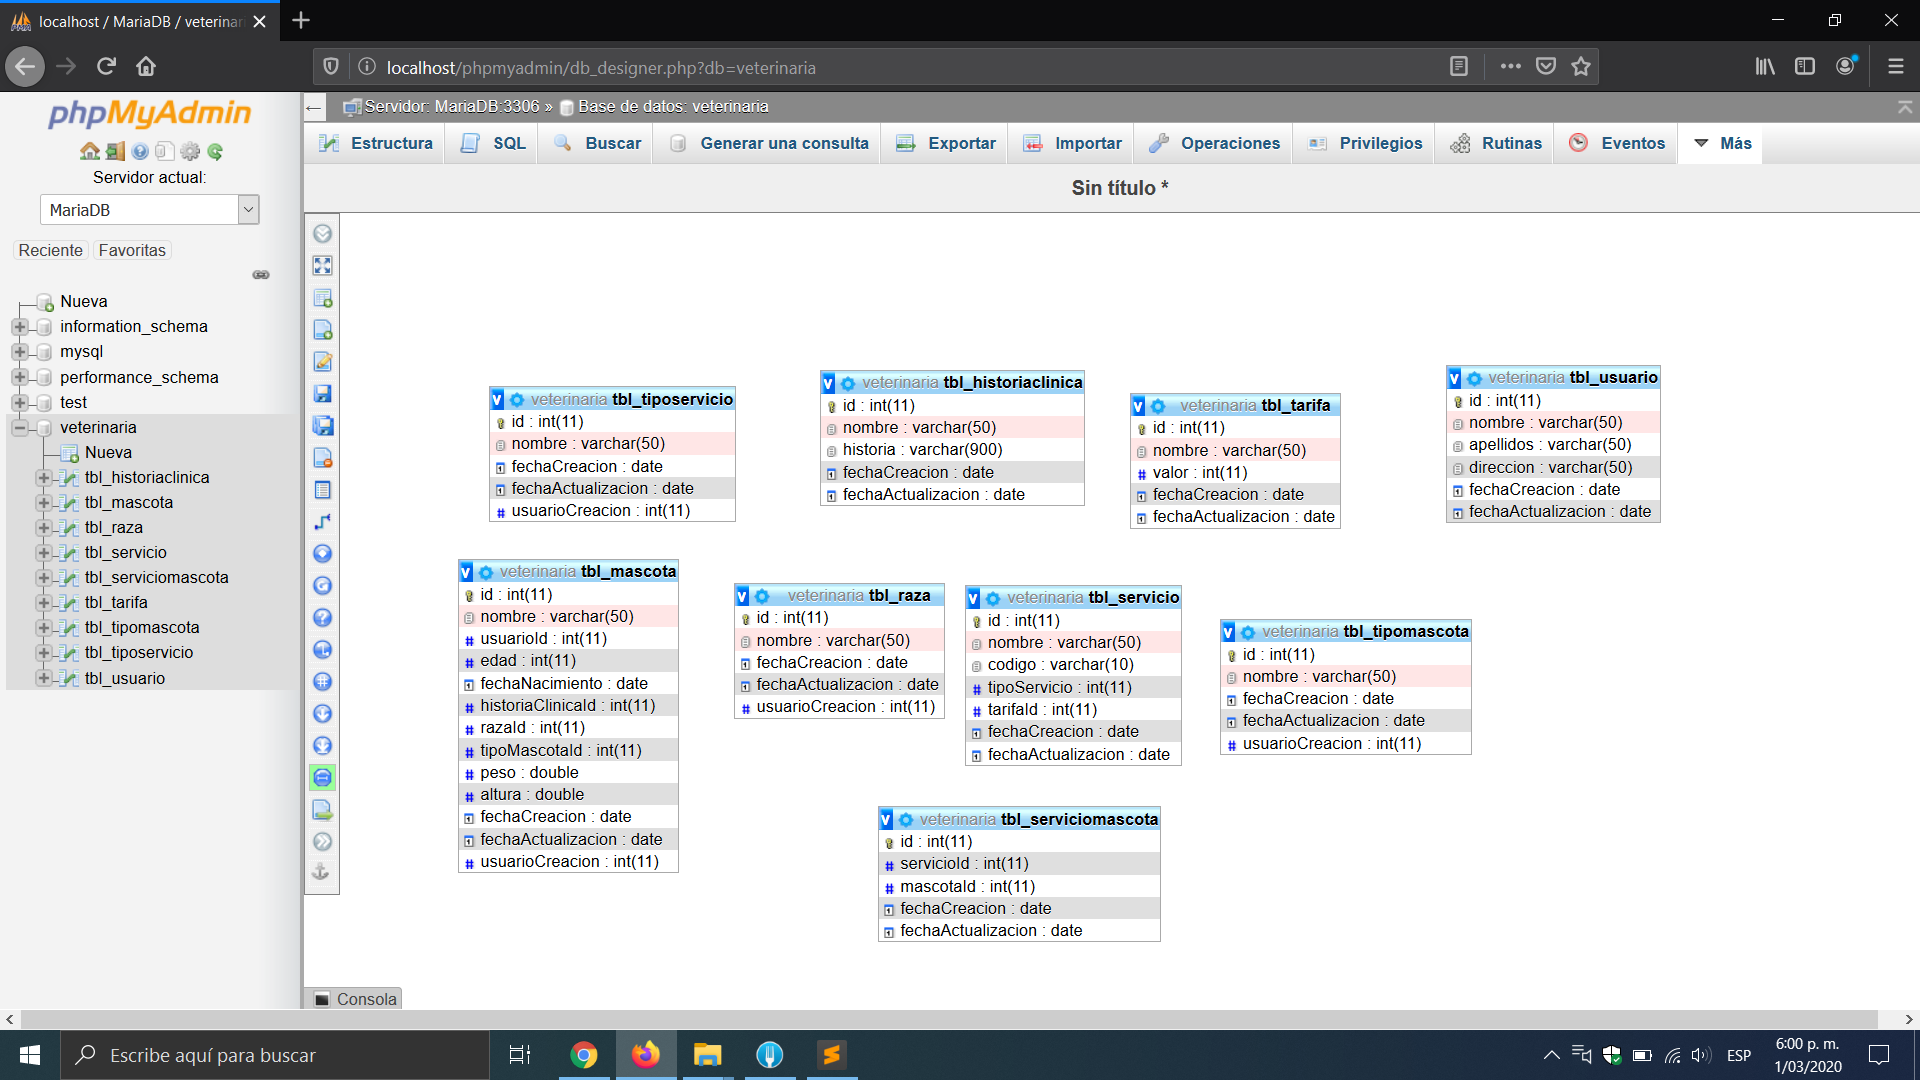 localhost / MariaDB / veterinar
localhost/phpmyadmin/db_designer.php?db=veterinaria
phpMyAdmin
Servidor actual:
MariaDB
Reciente Favoritas
Nueva
information_schema
mysql
performance_schema
test
veterinaria
Nueva
tbl_historiaclinica
tbl_mascota
tbl_raza
tbl_servicio
tbl_serviciomascota
tbl_tarifa
tbl_tipomascota
tbl_tiposervicio
tbl_usuario
Servidor: MariaDB:3306 » Base de datos: veterinaria
Estructura SQL Buscar Generar una consulta Exportar Importar Operaciones Privilegios Rutinas Eventos Más
Sin título *
veterinaria tbl_tiposervicio
id : int(11)
nombre : varchar(50)
fechaCreacion : date
fechaActualizacion : date
usuarioCreacion : int(11)
veterinaria tbl_historiaclinica
id : int(11)
nombre : varchar(50)
historia : varchar(900)
fechaCreacion : date
fechaActualizacion : date
veterinaria tbl_tarifa
id : int(11)
nombre : varchar(50)
valor : int(11)
fechaCreacion : date
fechaActualizacion : date
veterinaria tbl_usuario
id : int(11)
nombre : varchar(50)
apellidos : varchar(50)
direccion : varchar(50)
fechaCreacion : date
fechaActualizacion : date
veterinaria tbl_mascota
id : int(11)
nombre : varchar(50)
usuarioId : int(11)
edad : int(11)
fechaNacimiento : date
historiaClinicaId : int(11)
razaId : int(11)
tipoMascotaId : int(11)
peso : double
altura : double
fechaCreacion : date
fechaActualizacion : date
usuarioCreacion : int(11)
veterinaria tbl_raza
id : int(11)
nombre : varchar(50)
fechaCreacion : date
fechaActualizacion : date
usuarioCreacion : int(11)
veterinaria tbl_servicio
id : int(11)
nombre : varchar(50)
codigo : varchar(10)
tipoServicio : int(11)
tarifaId : int(11)
fechaCreacion : date
fechaActualizacion : date
veterinaria tbl_tipomascota
id : int(11)
nombre : varchar(50)
fechaCreacion : date
fechaActualizacion : date
usuarioCreacion : int(11)
veterinaria tbl_serviciomascota
id : int(11)
servicioId : int(11)
mascotaId : int(11)
fechaCreacion : date
fechaActualizacion : date
Consola
Escribe aquí para buscar
ESP
6:00 p. m.
1/03/2020